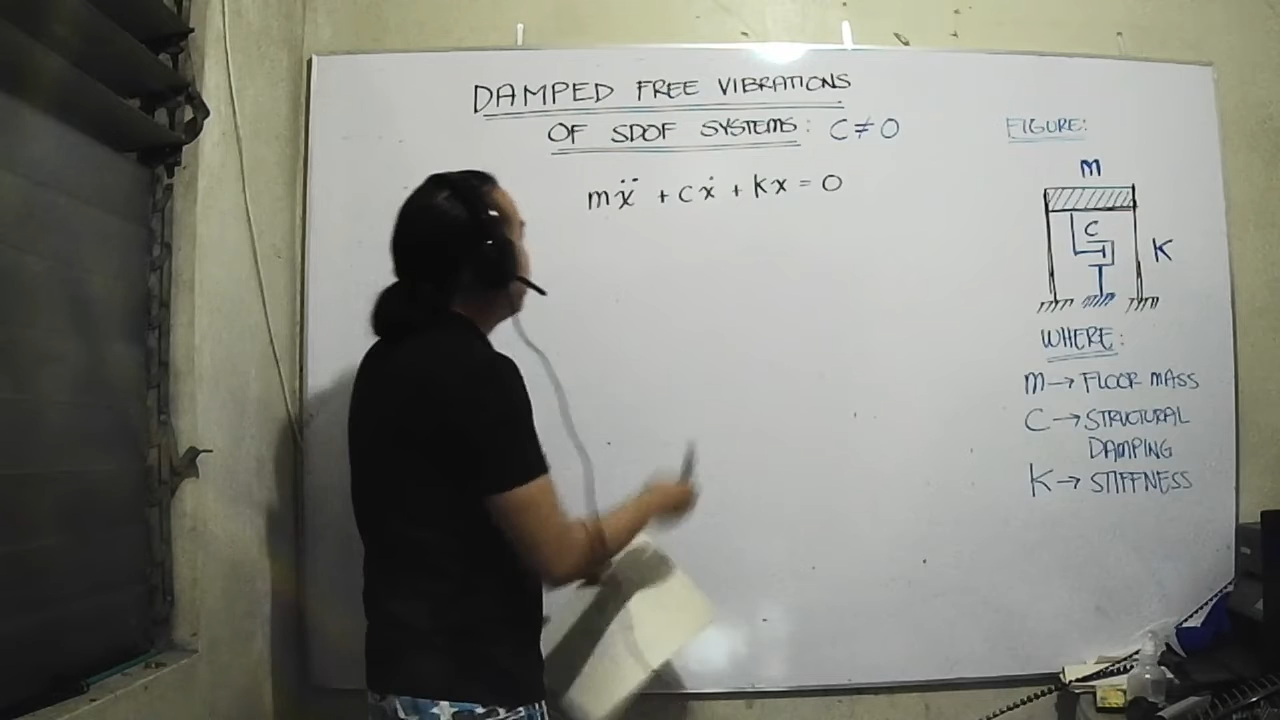 DAMPED FREE VIBRATIONS
OF SDOF SYSTEMS: C ≠ 0
mẍ + cẋ + kx = 0
FIGURE:
m
C
K
WHERE:
m → FLOOR MASS
C → STRUCTURAL
DAMPING
K → STIFFNESS